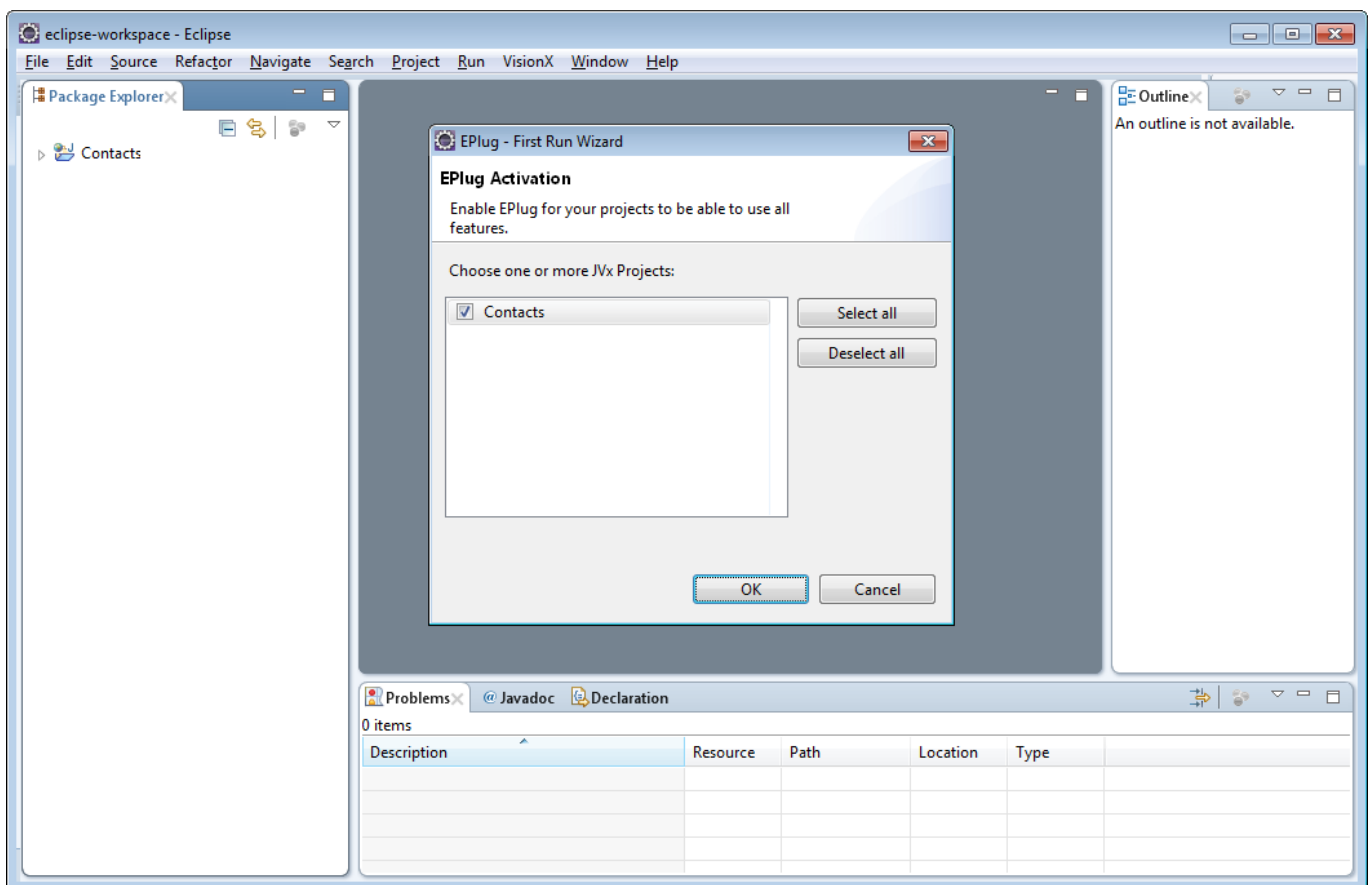 eclipse-workspace - Eclipse
File Edit Source Refactor Navigate Search Project Run VisionX Window Help
Package Explorer
Contacts
EPlug - First Run Wizard
EPlug Activation
Enable EPlug for your projects to be able to use all
features.
Choose one or more JVx Projects:
Contacts
Select all
Deselect all
OK Cancel
Outline
An outline is not available.
Problems @ Javadoc Declaration
0 items
Description Resource Path Location Type